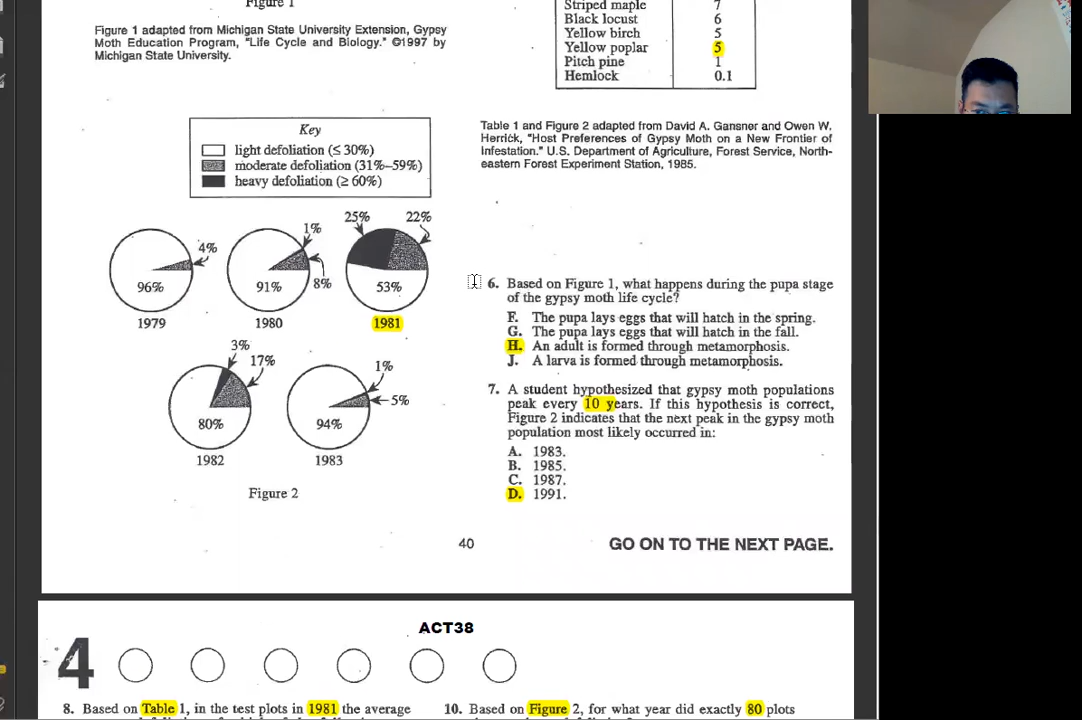 Figure 1
Figure 1 adapted from Michigan State University Extension, Gypsy
Moth Education Program, "Life Cycle and Biology." ©1997 by
Michigan State University.
Striped maple 7
Black locust 6
Yellow birch 5
Yellow poplar 5
Pitch pine 1
Hemlock 0.1
Table 1 and Figure 2 adapted from David A. Gansner and Owen W.
Herrick, "Host Preferences of Gypsy Moth on a New Frontier of
Infestation." U.S. Department of Agriculture, Forest Service, North-
eastern Forest Experiment Station, 1985.
Key
light defoliation (≤ 30%)
moderate defoliation (31%–59%)
heavy defoliation (≥ 60%)
4%
96%
1979
1%
8%
91%
1980
25%
22%
53%
1981
3%
17%
80%
1982
1%
5%
94%
1983
Figure 2
6. Based on Figure 1, what happens during the pupa stage
of the gypsy moth life cycle?
F. The pupa lays eggs that will hatch in the spring.
G. The pupa lays eggs that will hatch in the fall.
H. An adult is formed through metamorphosis.
J. A larva is formed through metamorphosis.
7. A student hypothesized that gypsy moth populations
peak every 10 years. If this hypothesis is correct,
Figure 2 indicates that the next peak in the gypsy moth
population most likely occurred in:
A. 1983.
B. 1985.
C. 1987.
D. 1991.
40
GO ON TO THE NEXT PAGE.
ACT38
4
8. Based on Table 1, in the test plots in 1981 the average
10. Based on Figure 2, for what year did exactly 80 plots